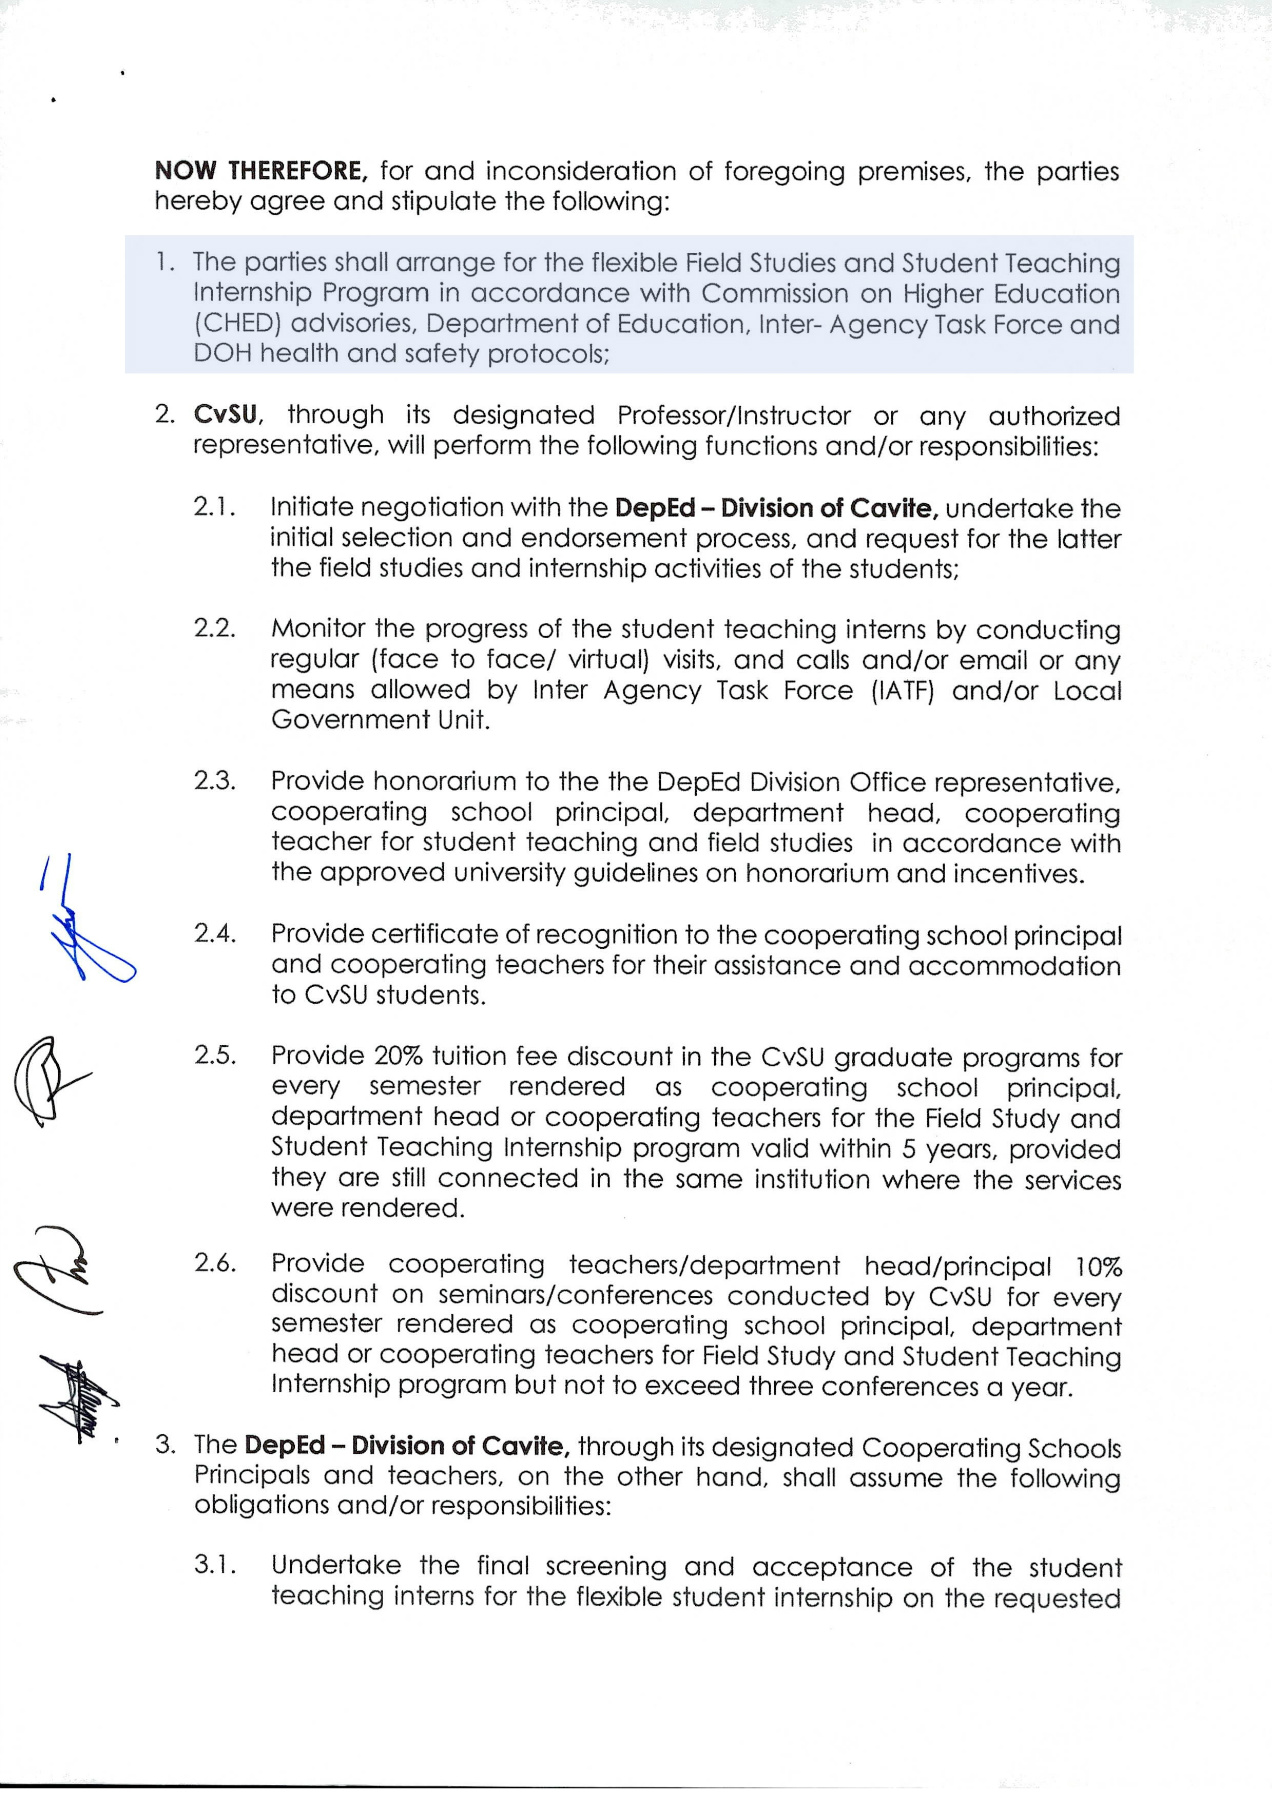 NOW THEREFORE, for and inconsideration of foregoing premises, the parties
hereby agree and stipulate the following:
1. The parties shall arrange for the flexible Field Studies and Student Teaching
Internship Program in accordance with Commission on Higher Education
(CHED) advisories, Department of Education, Inter- Agency Task Force and
DOH health and safety protocols;
2. CvSU, through its designated Professor/Instructor or any authorized
representative, will perform the following functions and/or responsibilities:
2.1. Initiate negotiation with the DepEd – Division of Cavite, undertake the
initial selection and endorsement process, and request for the latter
the field studies and internship activities of the students;
2.2. Monitor the progress of the student teaching interns by conducting
regular (face to face/ virtual) visits, and calls and/or email or any
means allowed by Inter Agency Task Force (IATF) and/or Local
Government Unit.
2.3. Provide honorarium to the the DepEd Division Office representative,
cooperating school principal, department head, cooperating
teacher for student teaching and field studies in accordance with
the approved university guidelines on honorarium and incentives.
2.4. Provide certificate of recognition to the cooperating school principal
and cooperating teachers for their assistance and accommodation
to CvSU students.
2.5. Provide 20% tuition fee discount in the CvSU graduate programs for
every semester rendered as cooperating school principal,
department head or cooperating teachers for the Field Study and
Student Teaching Internship program valid within 5 years, provided
they are still connected in the same institution where the services
were rendered.
2.6. Provide cooperating teachers/department head/principal 10%
discount on seminars/conferences conducted by CvSU for every
semester rendered as cooperating school principal, department
head or cooperating teachers for Field Study and Student Teaching
Internship program but not to exceed three conferences a year.
3. The DepEd – Division of Cavite, through its designated Cooperating Schools
Principals and teachers, on the other hand, shall assume the following
obligations and/or responsibilities:
3.1. Undertake the final screening and acceptance of the student
teaching interns for the flexible student internship on the requested